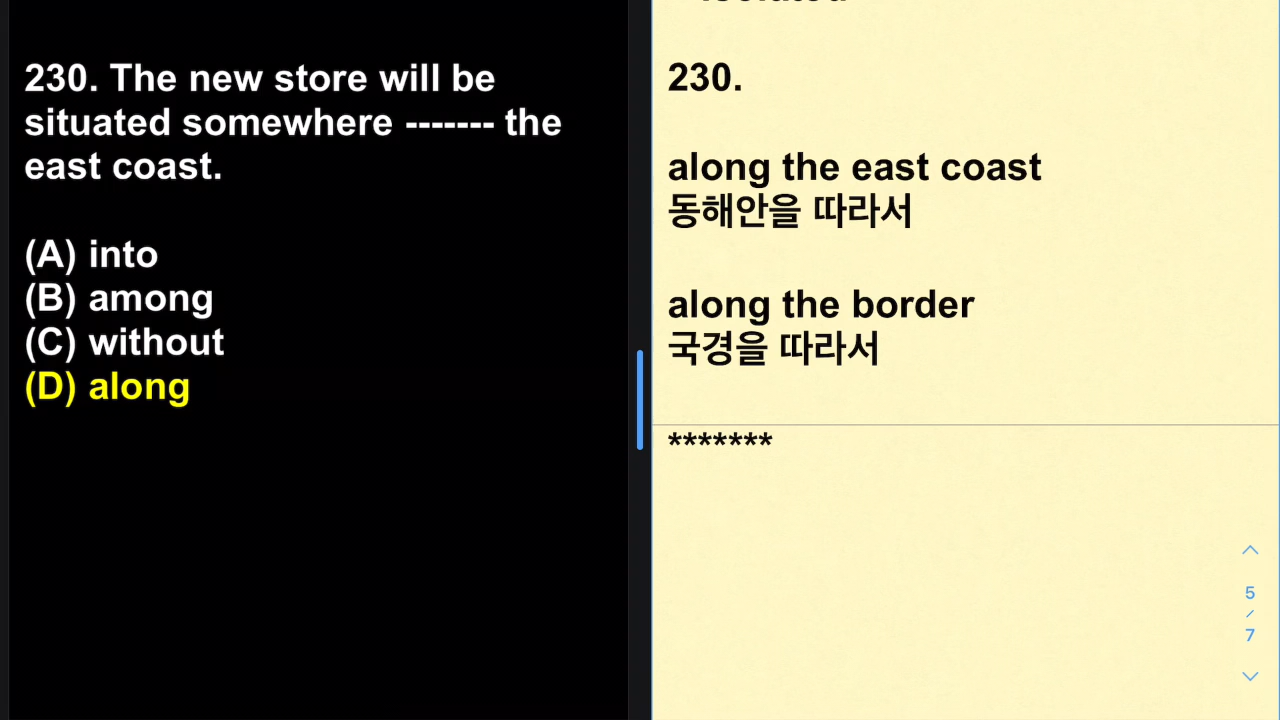 230. The new store will be
situated somewhere ------- the
east coast.
(A) into
(B) among
(C) without
(D) along
230.
along the east coast
동해안을 따라서
along the border
국경을 따라서
*******
5
/
7